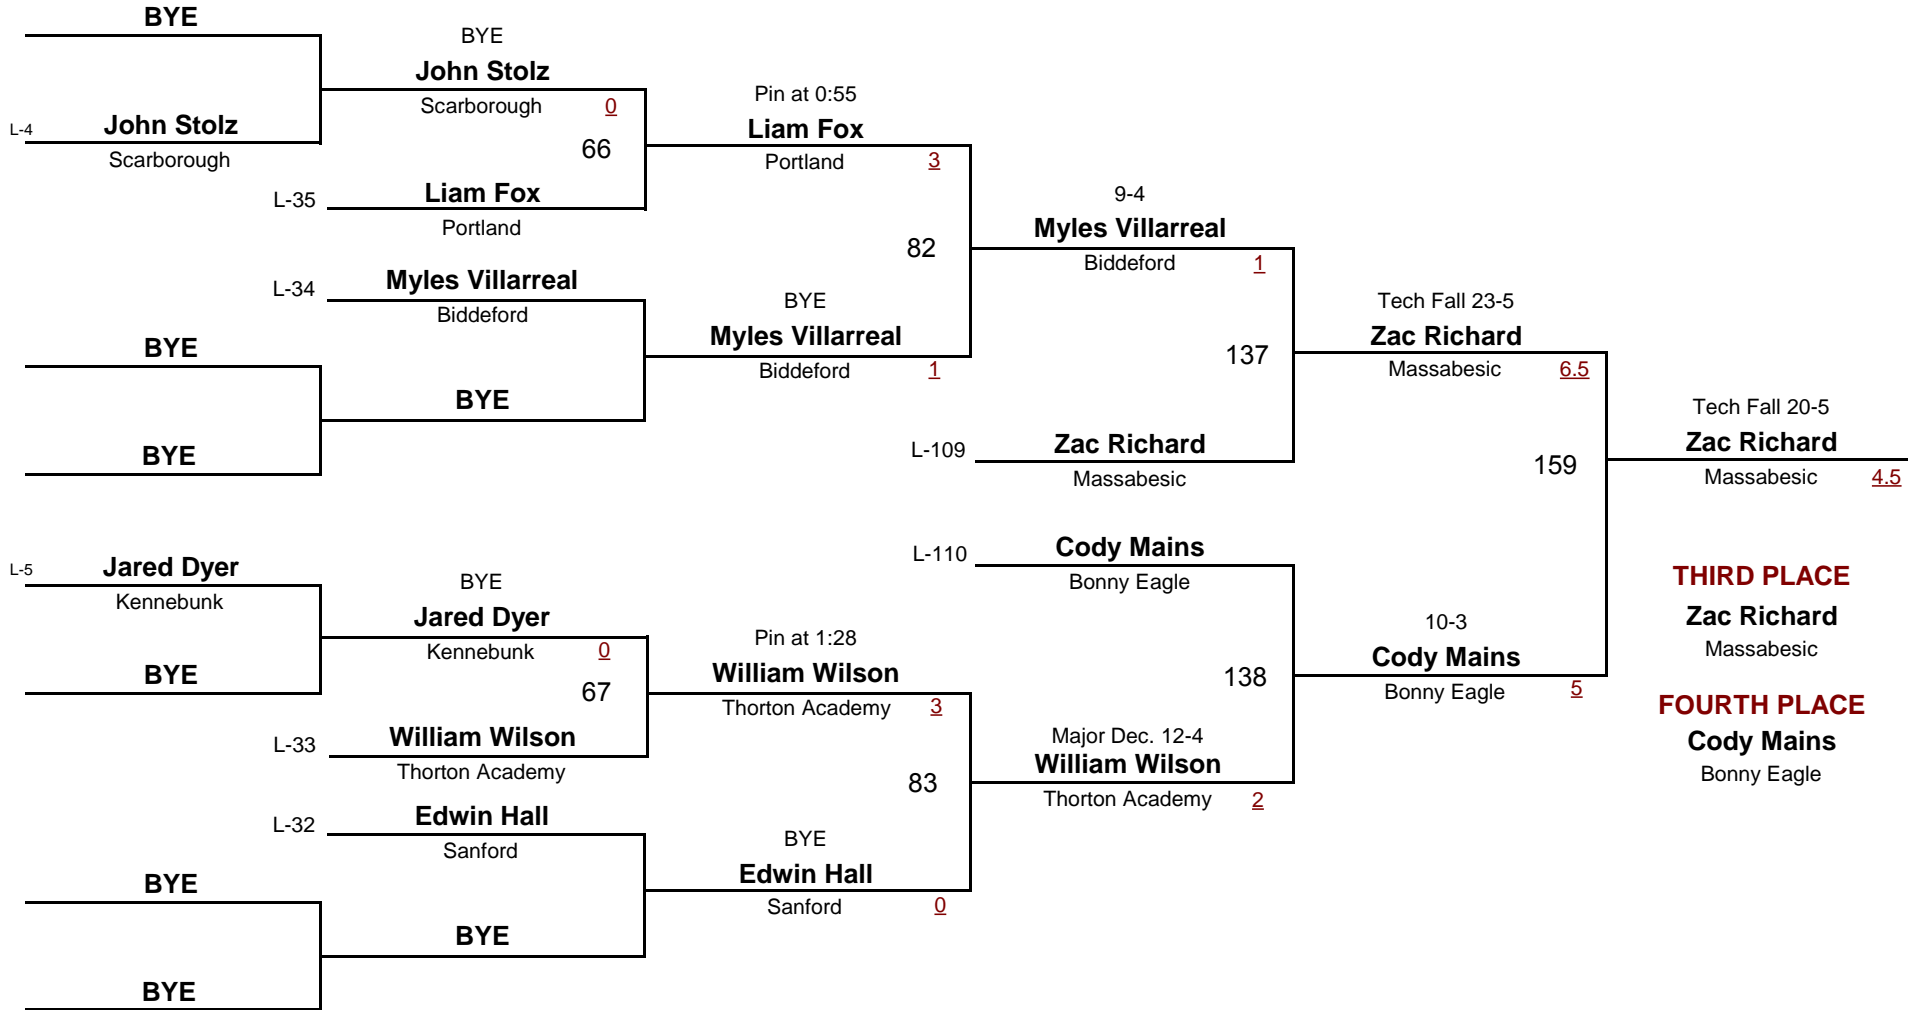 BYE
L-4
John Stolz
Scarborough
BYE
John Stolz
Scarborough
0
66
L-35
Liam Fox
Portland
Pin at 0:55
Liam Fox
Portland
3
L-34
Myles Villarreal
Biddeford
BYE
BYE
BYE
BYE
Myles Villarreal
Biddeford
1
82
9-4
Myles Villarreal
Biddeford
1
137
L-109
Zac Richard
Massabesic
Tech Fall 23-5
Zac Richard
Massabesic
6.5
159
Tech Fall 20-5
Zac Richard
Massabesic
4.5
L-5
Jared Dyer
Kennebunk
BYE
BYE
Jared Dyer
Kennebunk
0
67
L-33
William Wilson
Thorton Academy
Pin at 1:28
William Wilson
Thorton Academy
3
L-32
Edwin Hall
Sanford
BYE
BYE
BYE
BYE
Edwin Hall
Sanford
0
83
Major Dec. 12-4
William Wilson
Thorton Academy
2
L-110
Cody Mains
Bonny Eagle
138
10-3
Cody Mains
Bonny Eagle
5
THIRD PLACE
Zac Richard
Massabesic
FOURTH PLACE
Cody Mains
Bonny Eagle